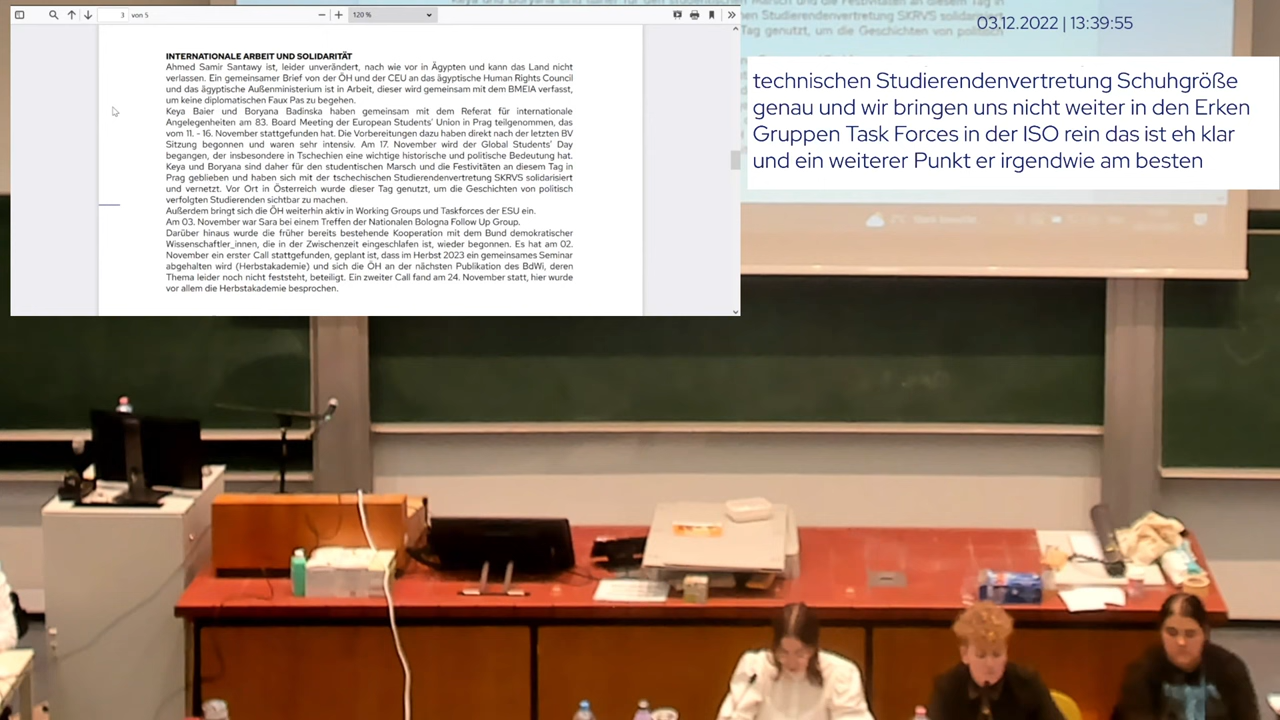 3 von 5
120 %
03.12.2022 | 13:39:55
INTERNATIONALE ARBEIT UND SOLIDARITÄT
Ahmed Samir Santawy ist, leider unverändert, nach wie vor in Ägypten und kann das Land nicht
verlassen. Ein gemeinsamer Brief von der ÖH und der CEU an das ägyptische Human Rights Council
und das ägyptische Außenministerium ist in Arbeit, dieser wird gemeinsam mit dem BMEIA verfasst,
um keine diplomatischen Faux Pas zu begehen.
Keya Baier und Boryana Badinska haben gemeinsam mit dem Referat für internationale
Angelegenheiten am 83. Board Meeting der European Students' Union in Prag teilgenommen, das
vom 11. - 16. November stattgefunden hat. Die Vorbereitungen dazu haben direkt nach der letzten BV
Sitzung begonnen und waren sehr intensiv. Am 17. November wird der Global Students' Day
begangen, der insbesondere in Tschechien eine wichtige historische und politische Bedeutung hat.
Keya und Boryana sind daher für den studentischen Marsch und die Festivitäten an diesem Tag in
Prag geblieben und haben sich mit der tschechischen Studierendenvertretung SKRVS solidarisiert
und vernetzt. Vor Ort in Österreich wurde dieser Tag genutzt, um die Geschichten von politisch
verfolgten Studierenden sichtbar zu machen.
Außerdem bringt sich die ÖH weiterhin aktiv in Working Groups und Taskforces der ESU ein.
Am 03. November war Sara bei einem Treffen der Nationalen Bologna Follow Up Group.
Darüber hinaus wurde die früher bereits bestehende Kooperation mit dem Bund demokratischer
Wissenschaftler_innen, die in der Zwischenzeit eingeschlafen ist, wieder begonnen. Es hat am 02.
November ein erster Call stattgefunden, geplant ist, dass im Herbst 2023 ein gemeinsames Seminar
abgehalten wird (Herbstakademie) und sich die ÖH an der nächsten Publikation des BdWi, deren
Thema leider noch nicht feststeht, beteiligt. Ein zweiter Call fand am 24. November statt, hier wurde
vor allem die Herbstakademie besprochen.
technischen Studierendenvertretung Schuhgröße
genau und wir bringen uns nicht weiter in den Erken
Gruppen Task Forces in der ISO rein das ist eh klar
und ein weiterer Punkt er irgendwie am besten